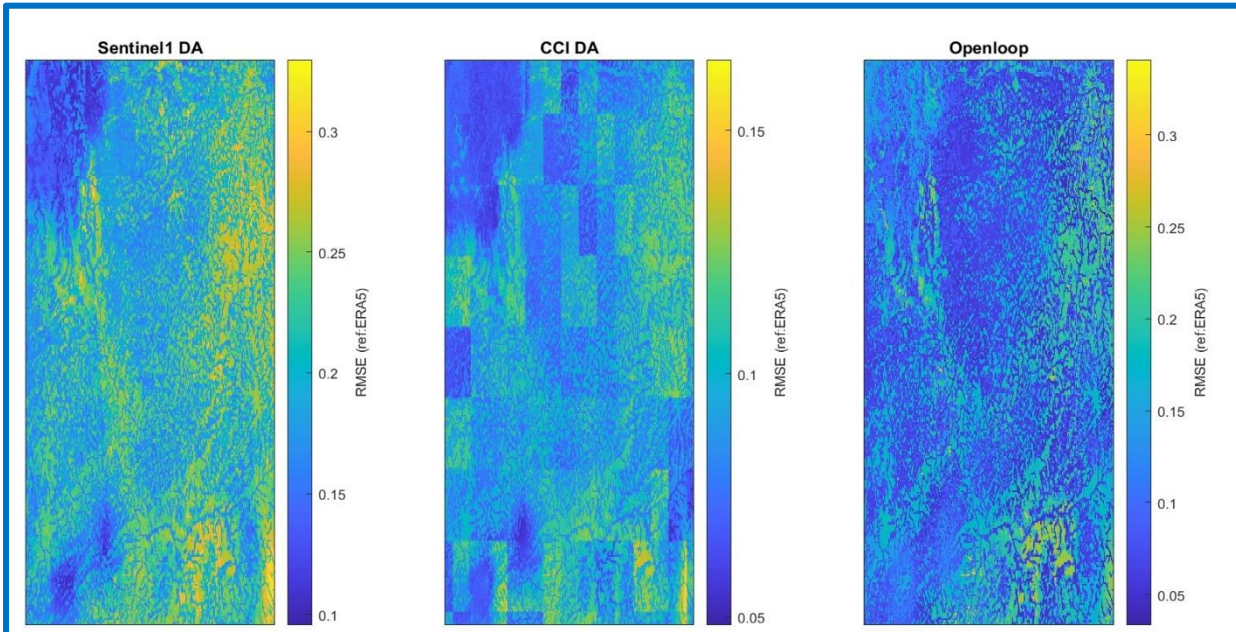 Sentinel1 DA
0.3
0.25
0.2
0.15
0.1
RMSE (ref:ERA5)
CCI DA
0.15
0.1
0.05
RMSE (ref:ERA5)
Openloop
0.3
0.25
0.2
0.15
0.1
0.05
RMSE (ref:ERA5)